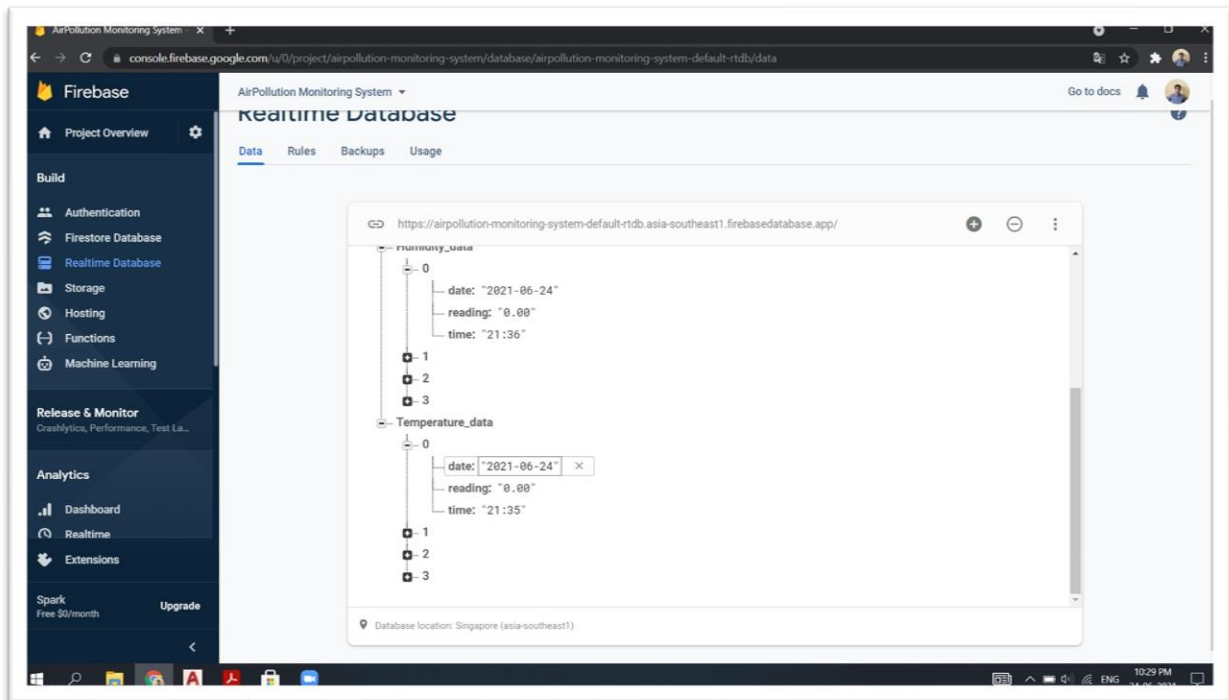 AirPollution Monitoring System -
console.firebase.google.com/u/0/project/airpollution-monitoring-system/database/airpollution-monitoring-system-default-rtdb/data
Firebase
AirPollution Monitoring System
Go to docs
Realtime Database
Project Overview
Data Rules Backups Usage
Build
Authentication
Firestore Database
Realtime Database
Storage
Hosting
Functions
Machine Learning
Release & Monitor
Crashlytics, Performance, Test La...
Analytics
Dashboard
Realtime
Extensions
Spark
Free $0/month
Upgrade
https://airpollution-monitoring-system-default-rtdb.asia-southeast1.firebasedatabase.app/
Humidity_data
0
date: "2021-06-24"
reading: "0.00"
time: "21:36"
1
2
3
Temperature_data
0
date: "2021-06-24"
reading: "0.00"
time: "21:35"
1
2
3
Database location: Singapore (asia-southeast1)
ENG
10:29 PM
24-06-2021